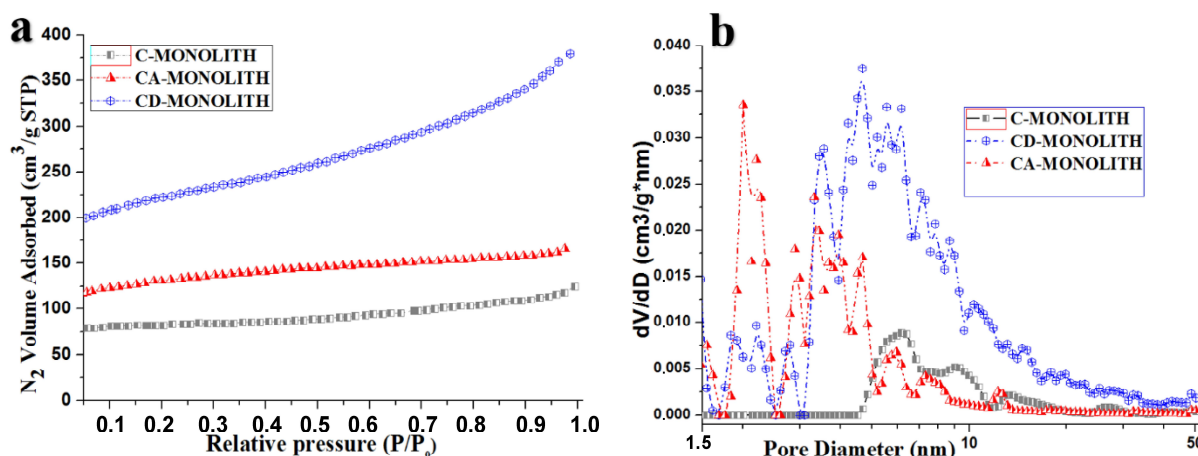 a
N₂ Volume Adsorbed (cm³/g STP)
400
350
300
250
200
150
100
50
0
C-MONOLITH
CA-MONOLITH
CD-MONOLITH
0.1 0.2 0.3 0.4 0.5 0.6 0.7 0.8 0.9 1.0
Relative pressure (P/P₀)
b
dV/dD (cm3/g*nm)
0,040
0,035
0,030
0,025
0,020
0,015
0,010
0,005
0,000
C-MONOLITH
CD-MONOLITH
CA-MONOLITH
1.5 10 50
Pore Diameter (nm)